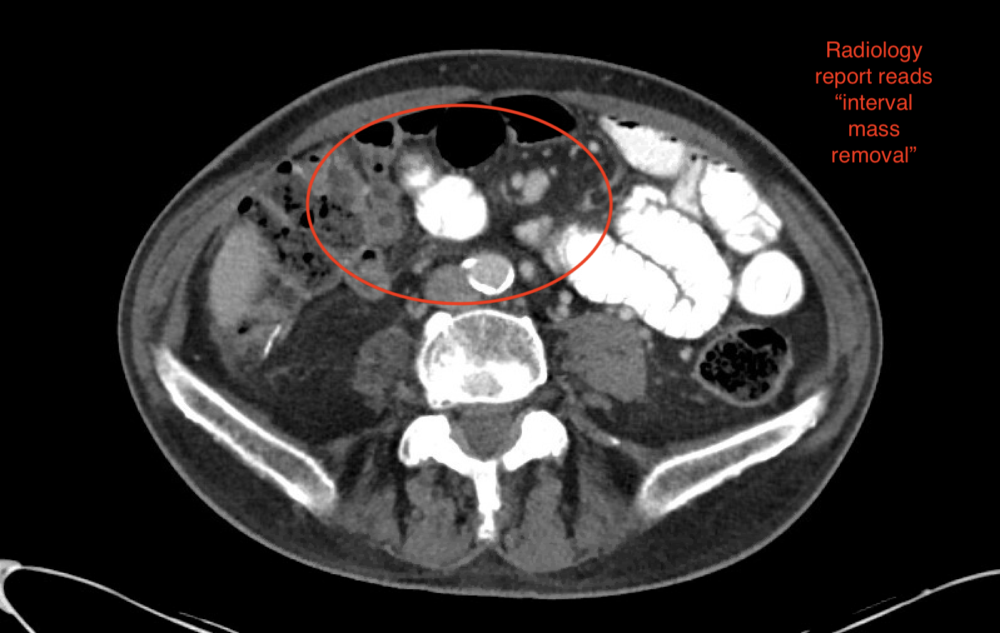 Radiology
report reads
“interval
mass
removal”